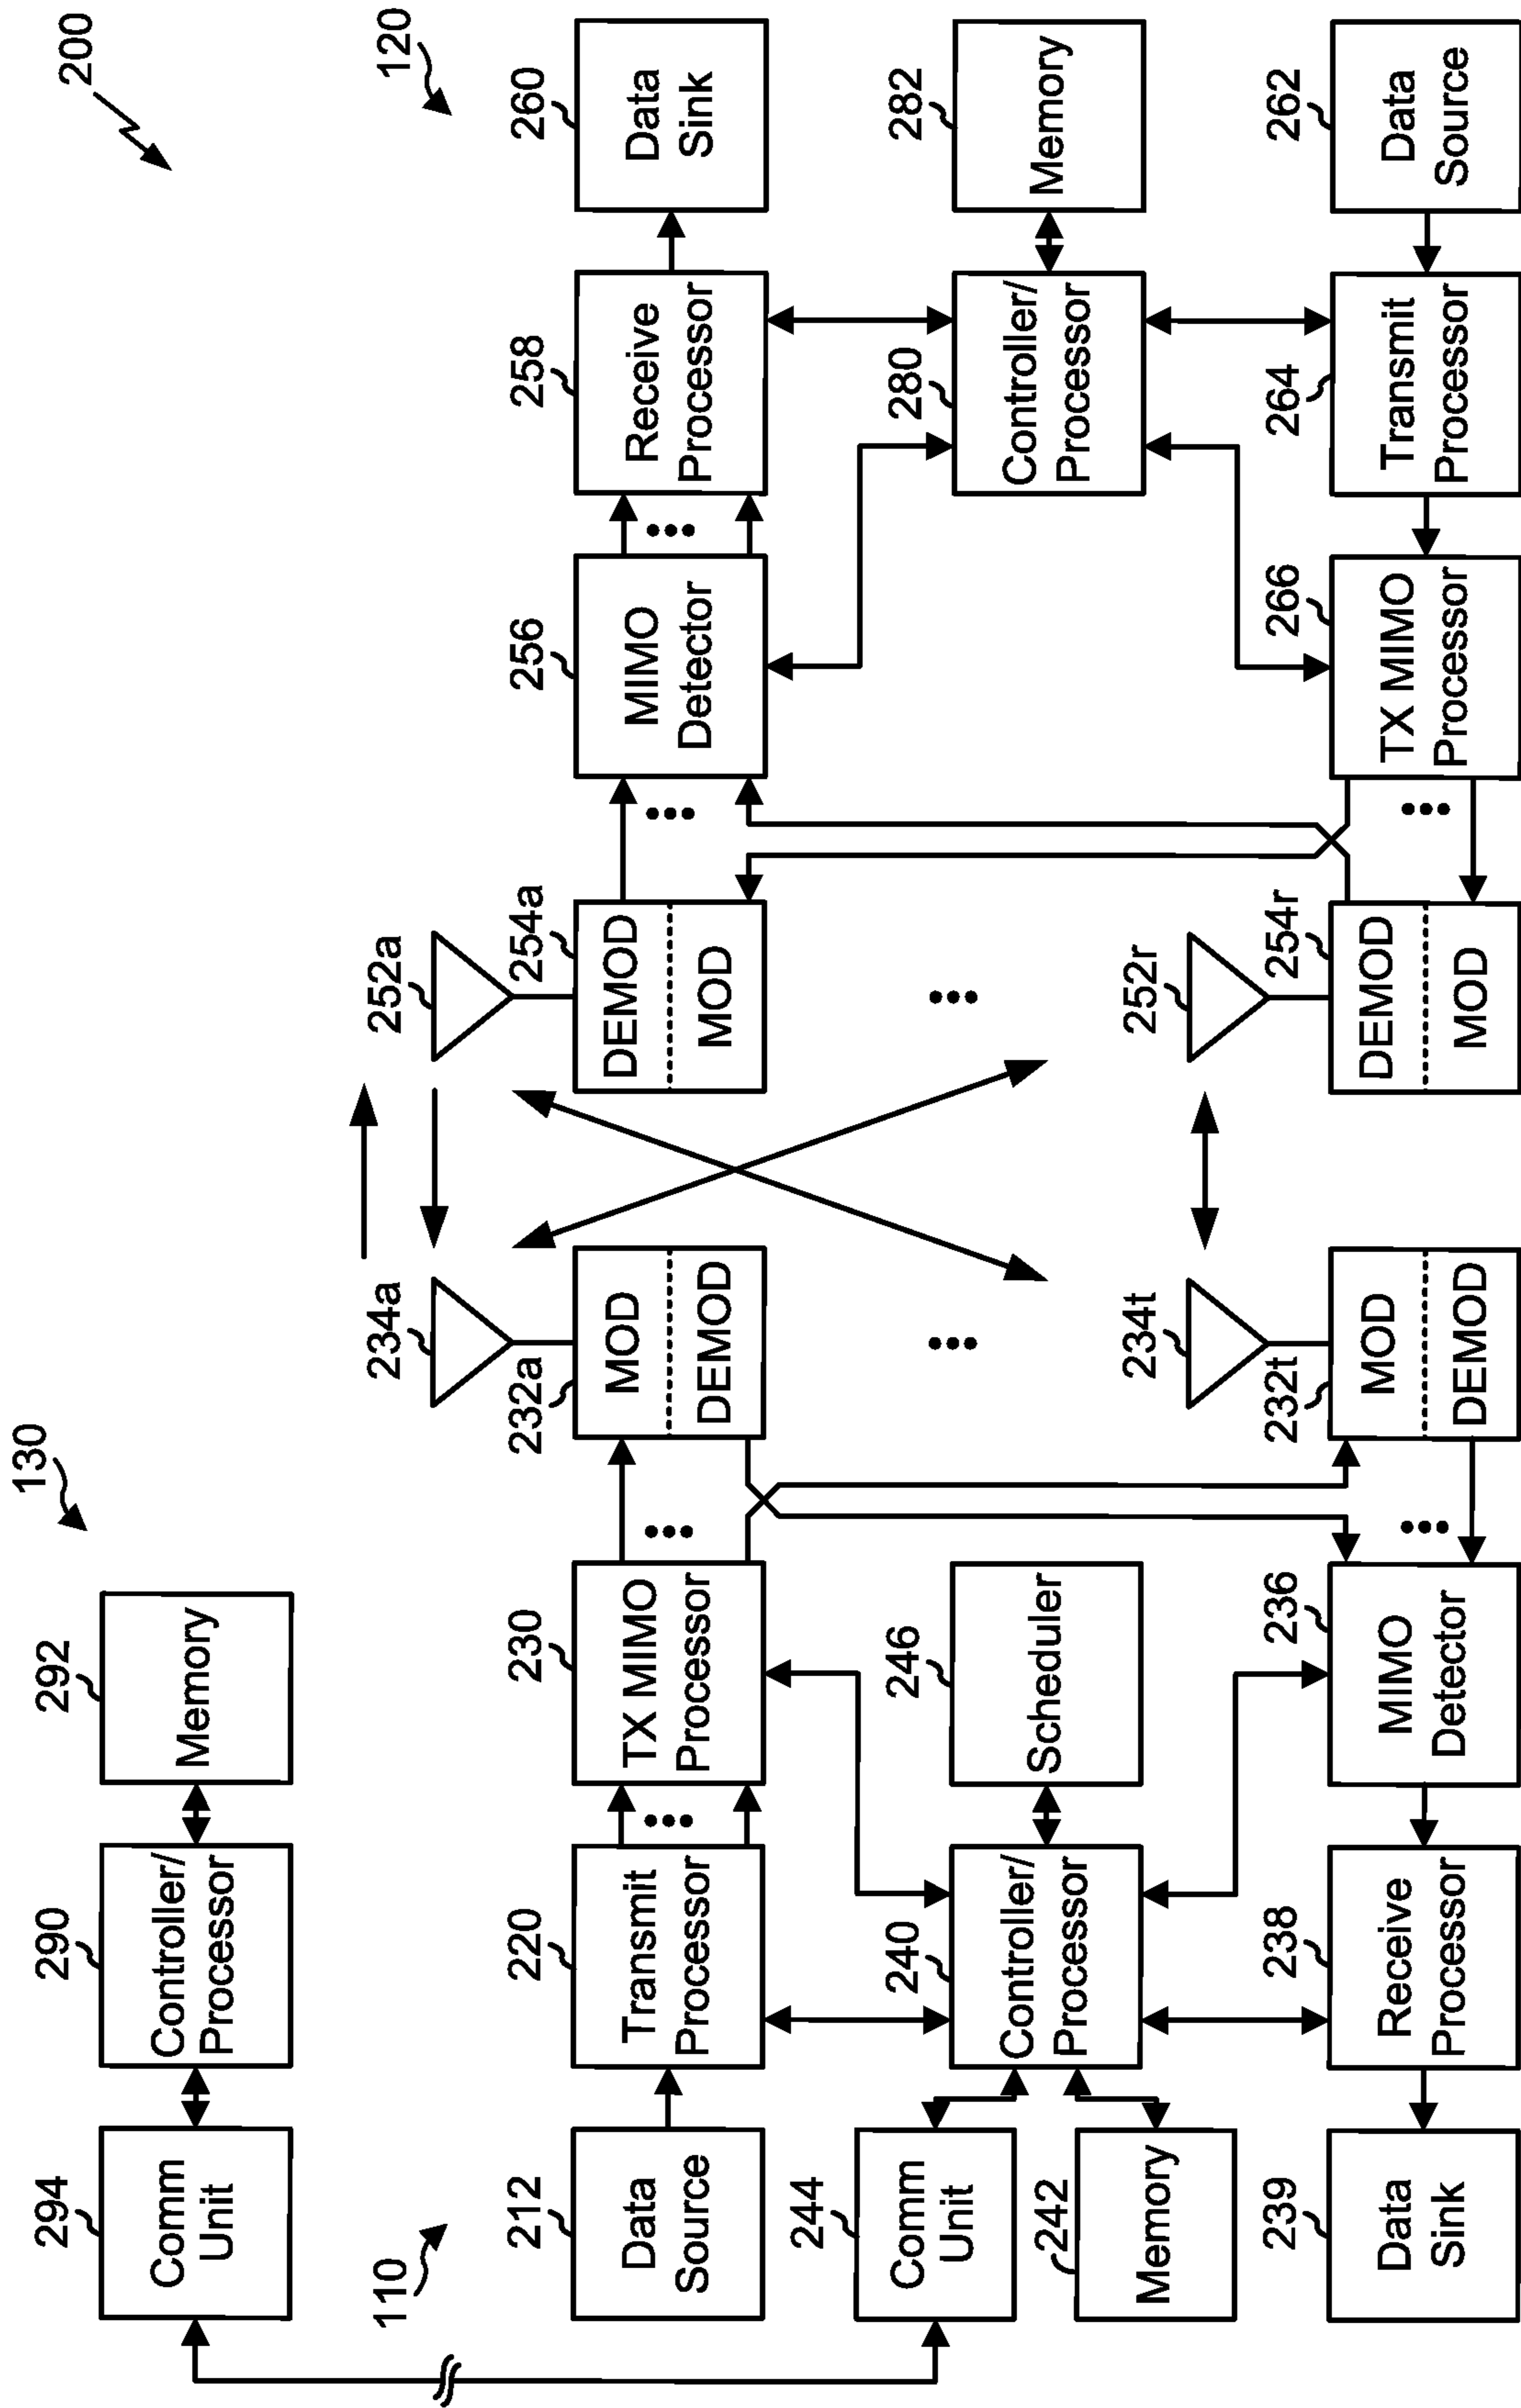 200
130
292
Memory
290
Controller/
Processor
294
Comm
Unit
110
120
212
Data
Source
220
Transmit
Processor
230
TX MIMO
Processor
232a
MOD
DEMOD
234a
252a
254a
DEMOD
MOD
256
MIMO
Detector
258
Receive
Processor
260
Data
Sink
244
Comm
Unit
242
Memory
240
Controller/
Processor
246
Scheduler
280
Controller/
Processor
282
Memory
239
Data
Sink
238
Receive
Processor
236
MIMO
Detector
232t
MOD
DEMOD
234t
252r
254r
DEMOD
MOD
266
TX MIMO
Processor
264
Transmit
Processor
262
Data
Source